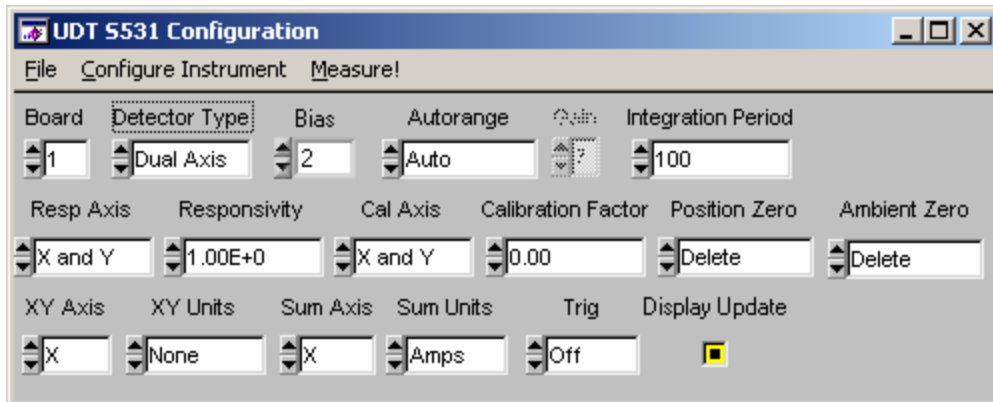 UDT S531 Configuration
File Configure Instrument Measure!
Board Detector Type Bias Autorange Gain Integration Period
1 Dual Axis 2 Auto 7 100
Resp Axis Responsivity Cal Axis Calibration Factor Position Zero Ambient Zero
X and Y 1.00E+0 X and Y 0.00 Delete Delete
XY Axis XY Units Sum Axis Sum Units Trig Display Update
X None X Amps Off